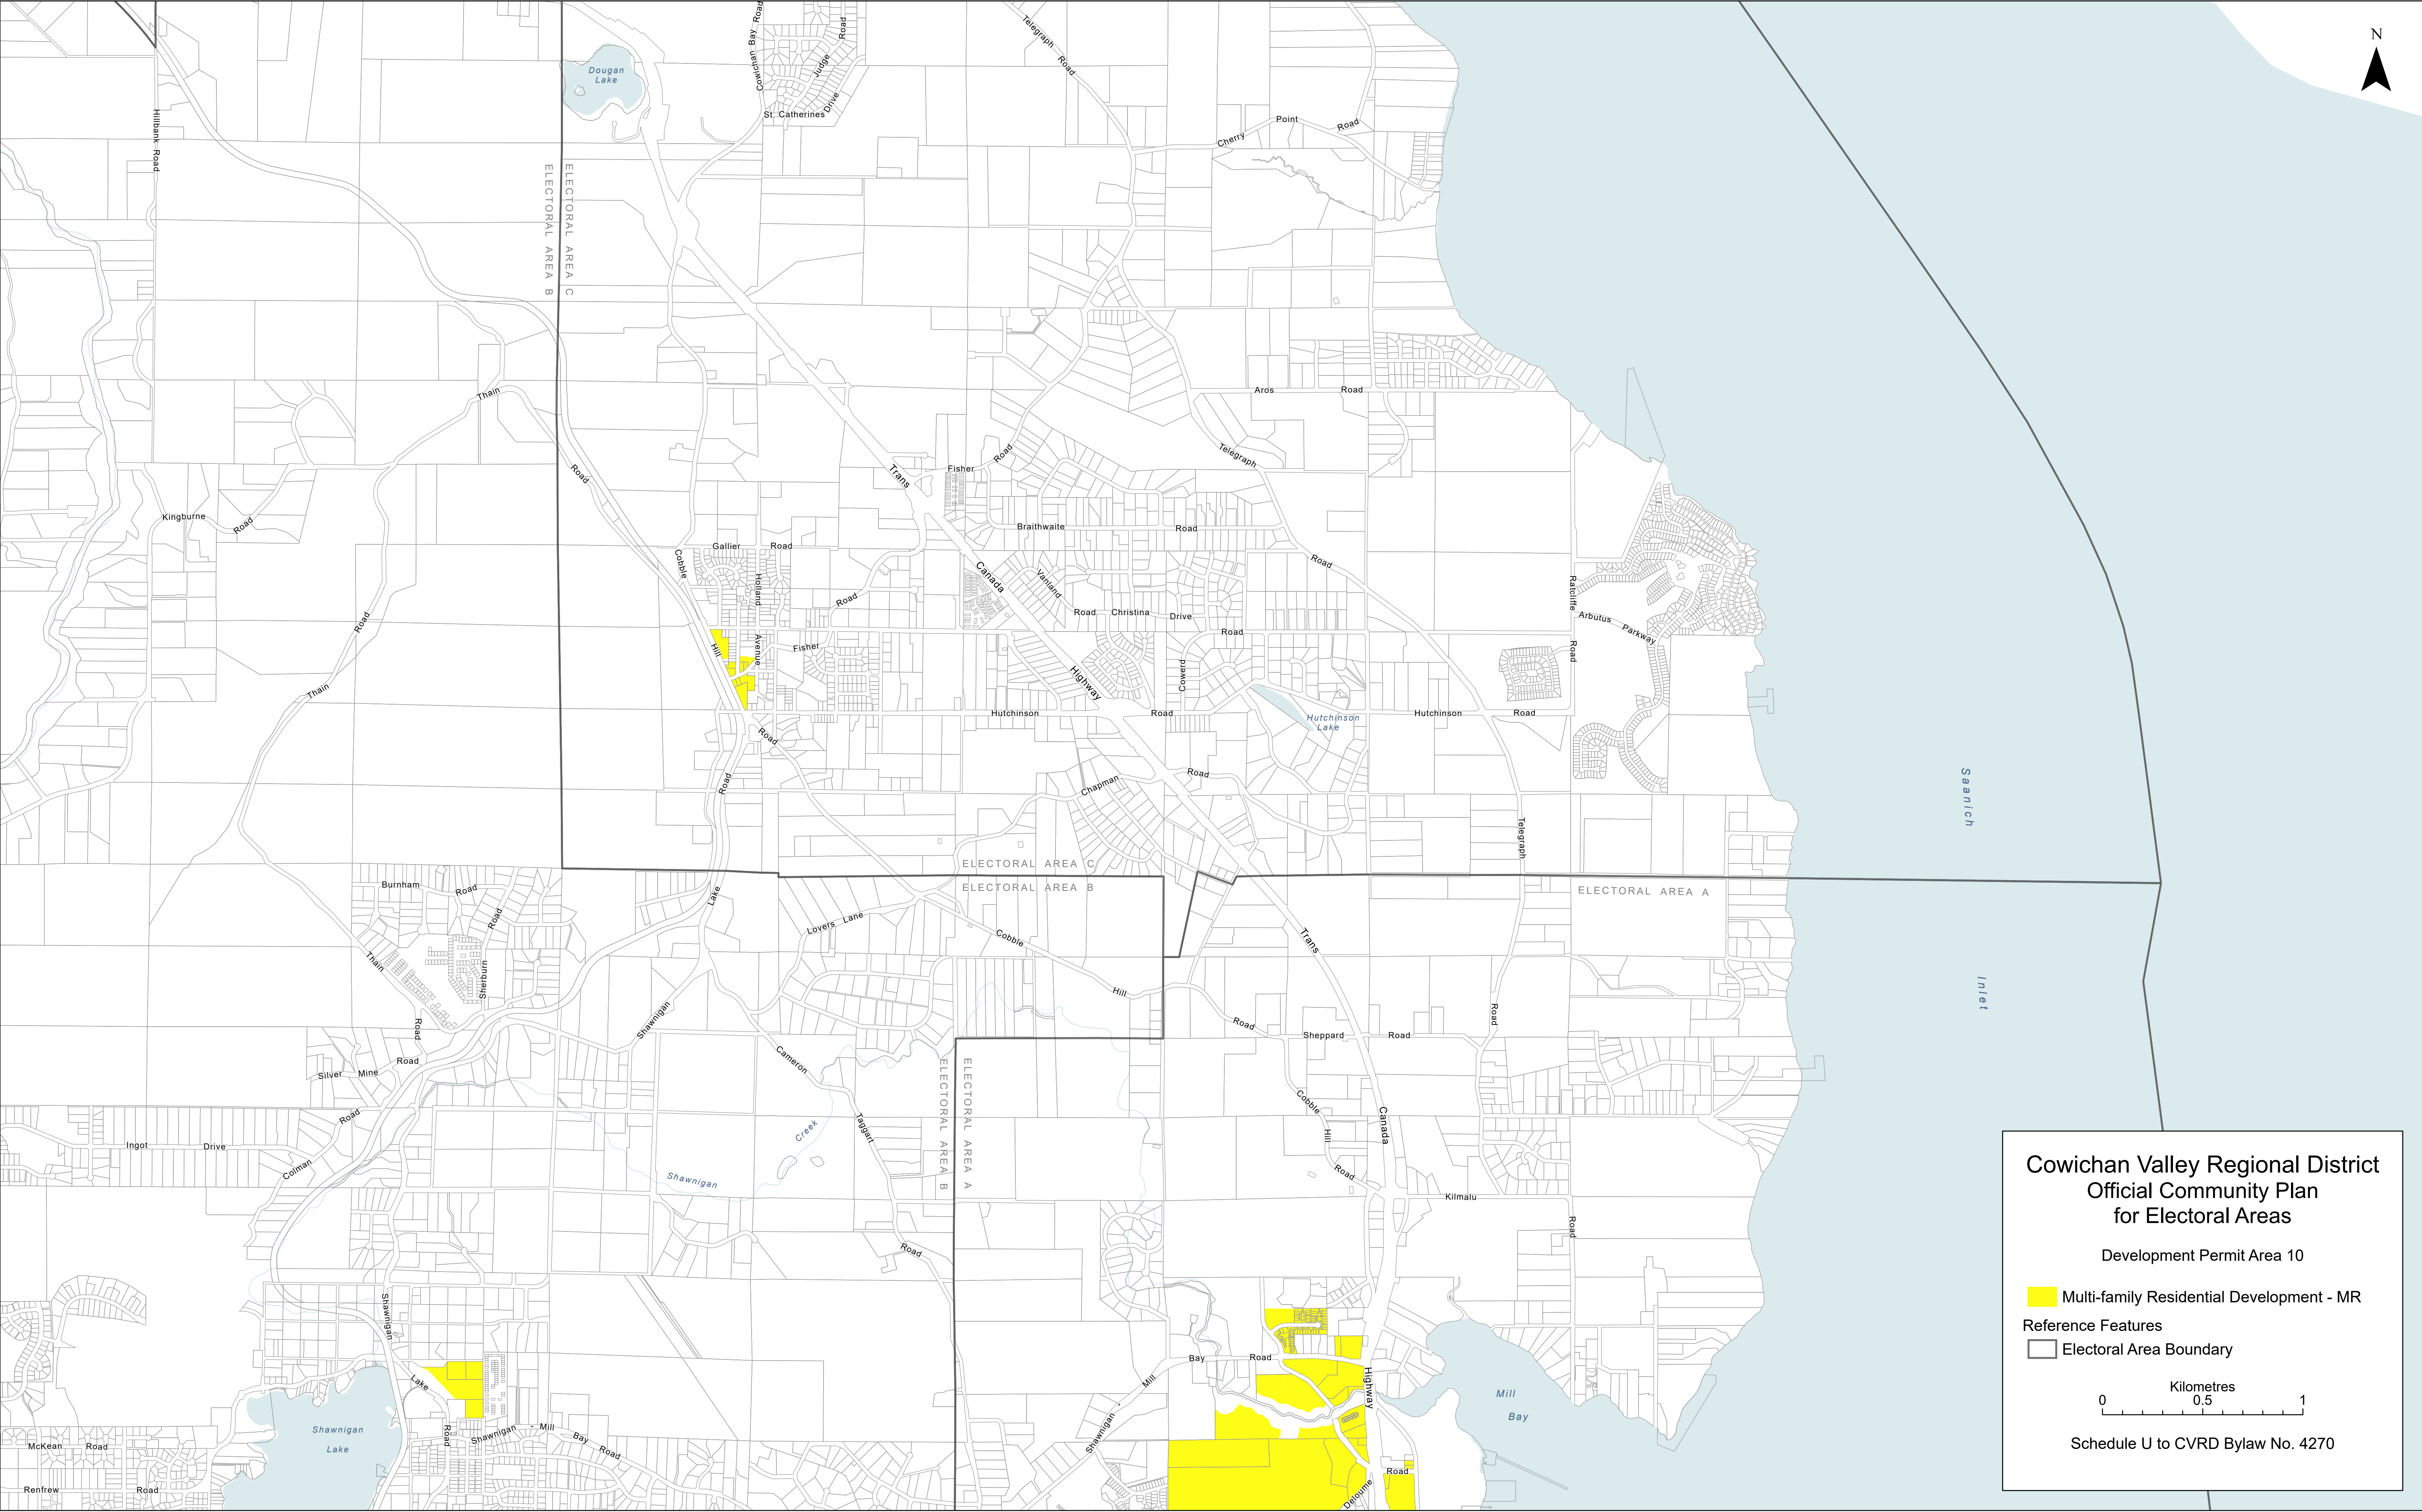 N
Dougan
Lake
Cowichan Bay Road
Judge
Road
St. Catherines
Drive
Telegraph
Road
Cherry
Point
Road
Hillbank Road
ELECTORAL AREA B
ELECTORAL AREA C
Thain
Road
Aros
Road
Trans
Fisher
Road
Telegraph
Kingburne
Road
Braithwaite
Road
Cobble
Gallier
Road
Holland
Road
Canada
Vanland
Road
Christina
Drive
Road
Ratcliffe
Road
Arbutus
Parkway
Thain
Road
Hill
Avenue
Fisher
Highway
Coward
Road
Hutchinson
Road
Hutchinson
Lake
Hutchinson
Road
Road
Road
Chapman
Road
Telegraph
Saanich
Inlet
ELECTORAL AREA C
ELECTORAL AREA B
ELECTORAL AREA A
Burnham
Road
Road
Sherburn
Thain
Road
Lake
Lovers Lane
Cobble
Hill
Road
Trans
Sheppard
Road
Road
Shawnigan
Cameron
Silver Mine
Road
Road
Ingot
Drive
Colman
Creek
Shawnigan
Taggart
Road
ELECTORAL AREA B
ELECTORAL AREA A
Cobble
Hill
Road
Canada
Kilmalu
Road
Shawnigan
Lake
Road
Shawnigan
Lake
McKean
Road
Renfrew
Road
Shawnigan
-
Mill
Bay
Road
Shawnigan
-
Mill
Bay
Road
Highway
Mill
Bay
Road
Deloume
Cowichan Valley Regional District
Official Community Plan
for Electoral Areas
Development Permit Area 10
Multi-family Residential Development - MR
Reference Features
Electoral Area Boundary
Kilometres
0 0.5 1
Schedule U to CVRD Bylaw No. 4270